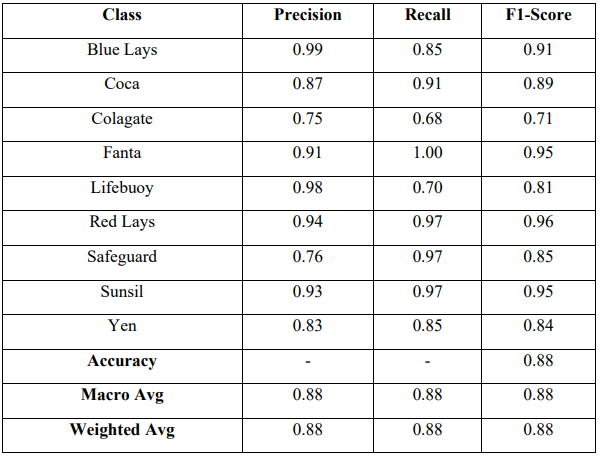 Class Precision Recall F1-Score
Blue Lays 0.99 0.85 0.91
Coca 0.87 0.91 0.89
Colagate 0.75 0.68 0.71
Fanta 0.91 1.00 0.95
Lifebuoy 0.98 0.70 0.81
Red Lays 0.94 0.97 0.96
Safeguard 0.76 0.97 0.85
Sunsil 0.93 0.97 0.95
Yen 0.83 0.85 0.84
Accuracy - - 0.88
Macro Avg 0.88 0.88 0.88
Weighted Avg 0.88 0.88 0.88